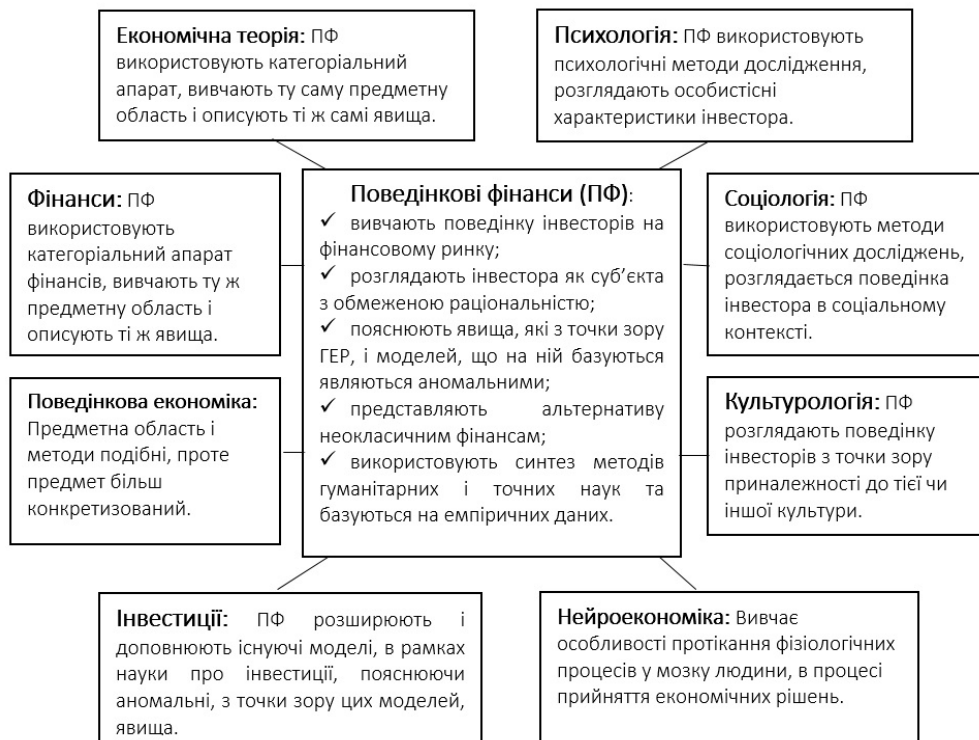 Економічна теорія: ПФ
використовують категоріальний
апарат, вивчають ту саму предметну
область і описують ті ж самі явища.
Психологія: ПФ використовують
психологічні методи дослідження,
розглядають особистісні
характеристики інвестора.
Фінанси: ПФ
використовують
категоріальний апарат
фінансів, вивчають ту ж
предметну область і
описують ті ж явища.
Поведінкові фінанси (ПФ):
✓ вивчають поведінку інвесторів на
фінансовому ринку;
✓ розглядають інвестора як суб’єкта
з обмеженою раціональністю;
✓ пояснюють явища, які з точки зору
ГЕР, і моделей, що на ній базуються
являються аномальними;
✓ представляють альтернативу
неокласичним фінансам;
✓ використовують синтез методів
гуманітарних і точних наук та
базуються на емпіричних даних.
Соціологія: ПФ
використовують методи
соціологічних досліджень,
розглядається поведінка
інвестора в соціальному
контексті.
Поведінкова економіка:
Предметна область і
методи подібні, проте
предмет більш
конкретизований.
Культурологія: ПФ
розглядають поведінку
інвесторів з точки зору
приналежності до тієї чи
іншої культури.
Інвестиції: ПФ розширюють і
доповнюють існуючі моделі, в рамках
науки про інвестиції, пояснюючи
аномальні, з точки зору цих моделей,
явища.
Нейроекономіка: Вивчає
особливості протікання фізіологічних
процесів у мозку людини, в процесі
прийняття економічних рішень.